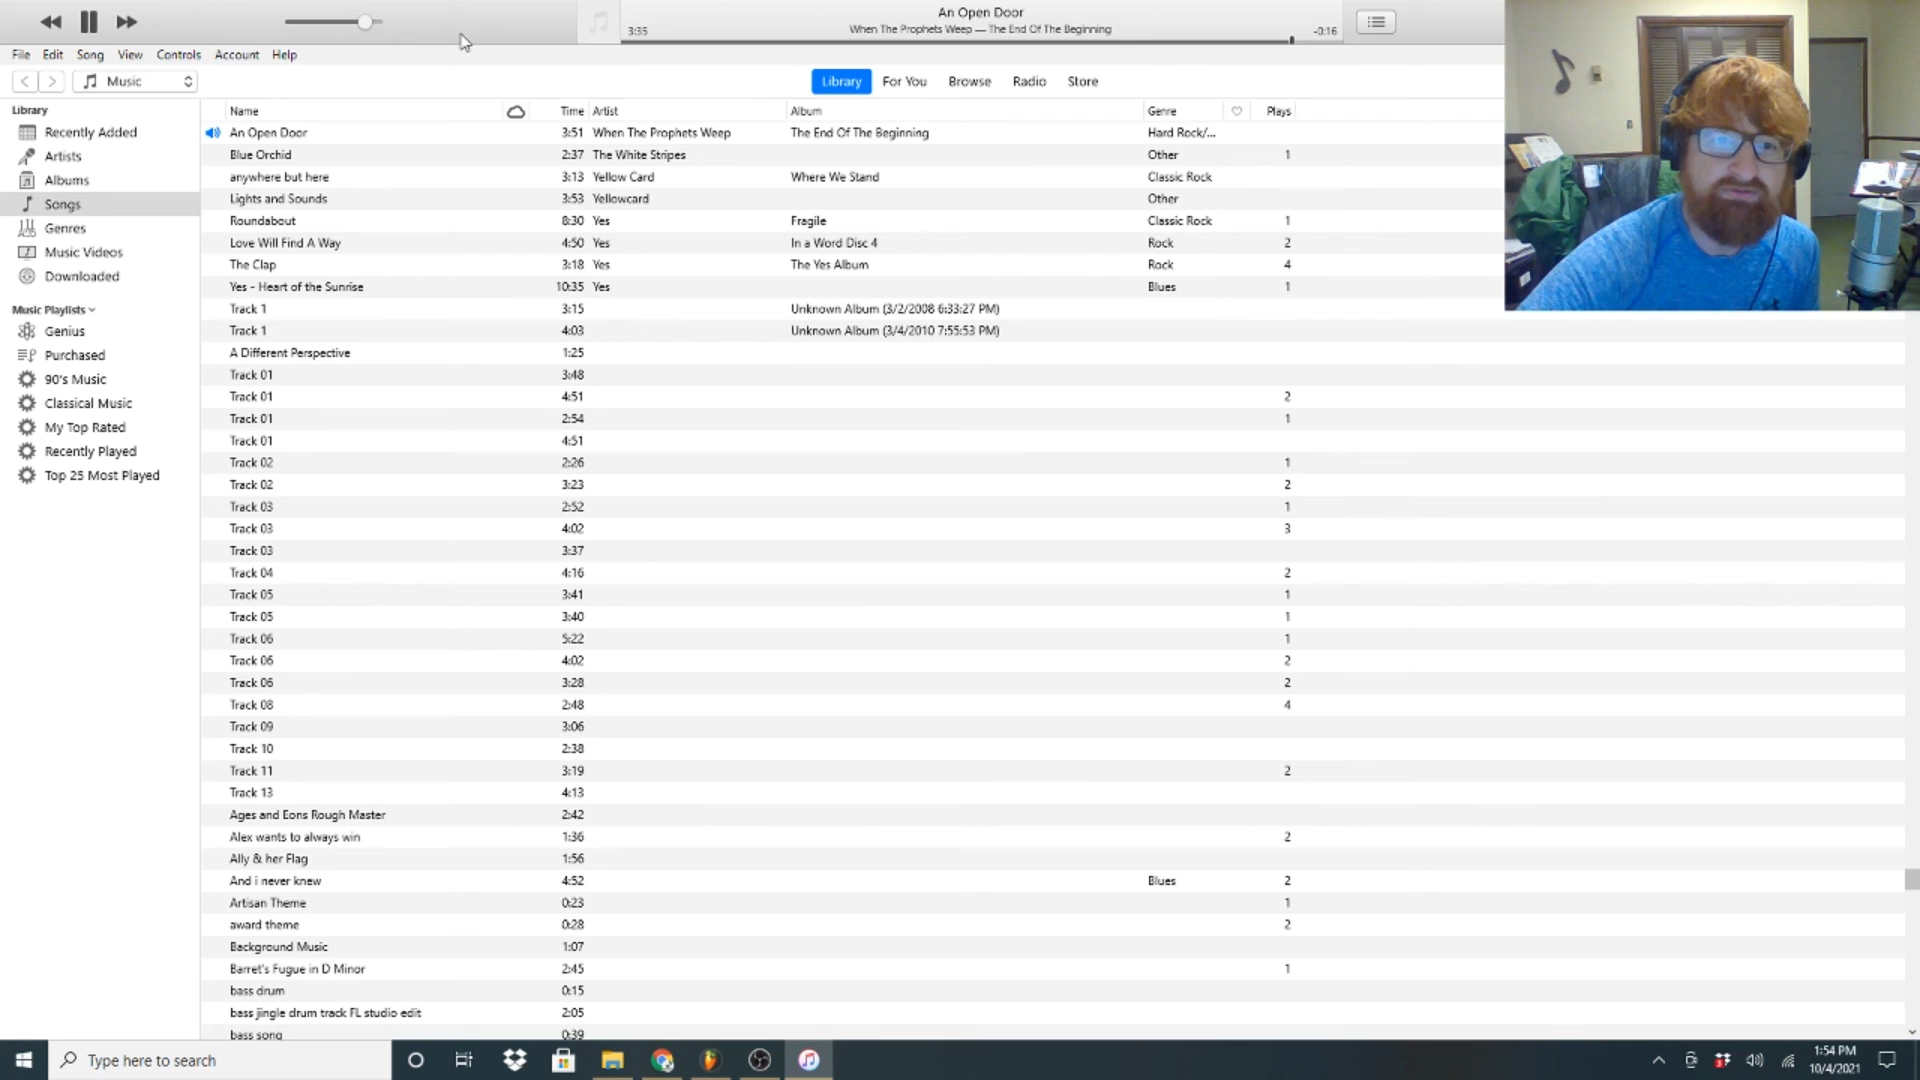 An Open Door
3:35 When The Prophets Weep — The End Of The Beginning -0:16
File Edit Song View Controls Account Help
Music Library For You Browse Radio Store
Library
Recently Added
Artists
Albums
Songs
Genres
Music Videos
Downloaded
Music Playlists
Genius
Purchased
90's Music
Classical Music
My Top Rated
Recently Played
Top 25 Most Played
Name Time Artist Album Genre Plays
An Open Door 3:51 When The Prophets Weep The End Of The Beginning Hard Rock/...
Blue Orchid 2:37 The White Stripes Other 1
anywhere but here 3:13 Yellow Card Where We Stand Classic Rock
Lights and Sounds 3:53 Yellowcard Other
Roundabout 8:30 Yes Fragile Classic Rock 1
Love Will Find A Way 4:50 Yes In a Word Disc 4 Rock 2
The Clap 3:18 Yes The Yes Album Rock 4
Yes - Heart of the Sunrise 10:35 Yes Blues 1
Track 1 3:15 Unknown Album (3/2/2008 6:33:27 PM)
Track 1 4:03 Unknown Album (3/4/2010 7:55:53 PM)
A Different Perspective 1:25
Track 01 3:48
Track 01 4:51 2
Track 01 2:54 1
Track 01 4:51
Track 02 2:26 1
Track 02 3:23 2
Track 03 2:52 1
Track 03 4:02 3
Track 03 3:37
Track 04 4:16 2
Track 05 3:41 1
Track 05 3:40 1
Track 06 5:22 1
Track 06 4:02 2
Track 06 3:28 2
Track 08 2:48 4
Track 09 3:06
Track 10 2:38
Track 11 3:19 2
Track 13 4:13
Ages and Eons Rough Master 2:42
Alex wants to always win 1:36 2
Ally & her Flag 1:56
And i never knew 4:52 Blues 2
Artisan Theme 0:23 1
award theme 0:28 2
Background Music 1:07
Barret's Fugue in D Minor 2:45 1
bass drum 0:15
bass jingle drum track FL studio edit 2:05
bass song 0:39
Type here to search
1:54 PM
10/4/2021